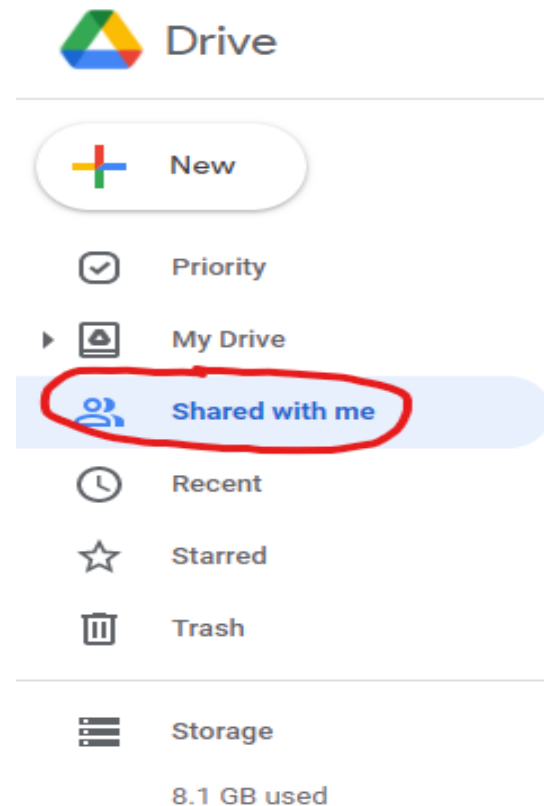 Drive
New
Priority
My Drive
Shared with me
Recent
Starred
Trash
Storage
8.1 GB used